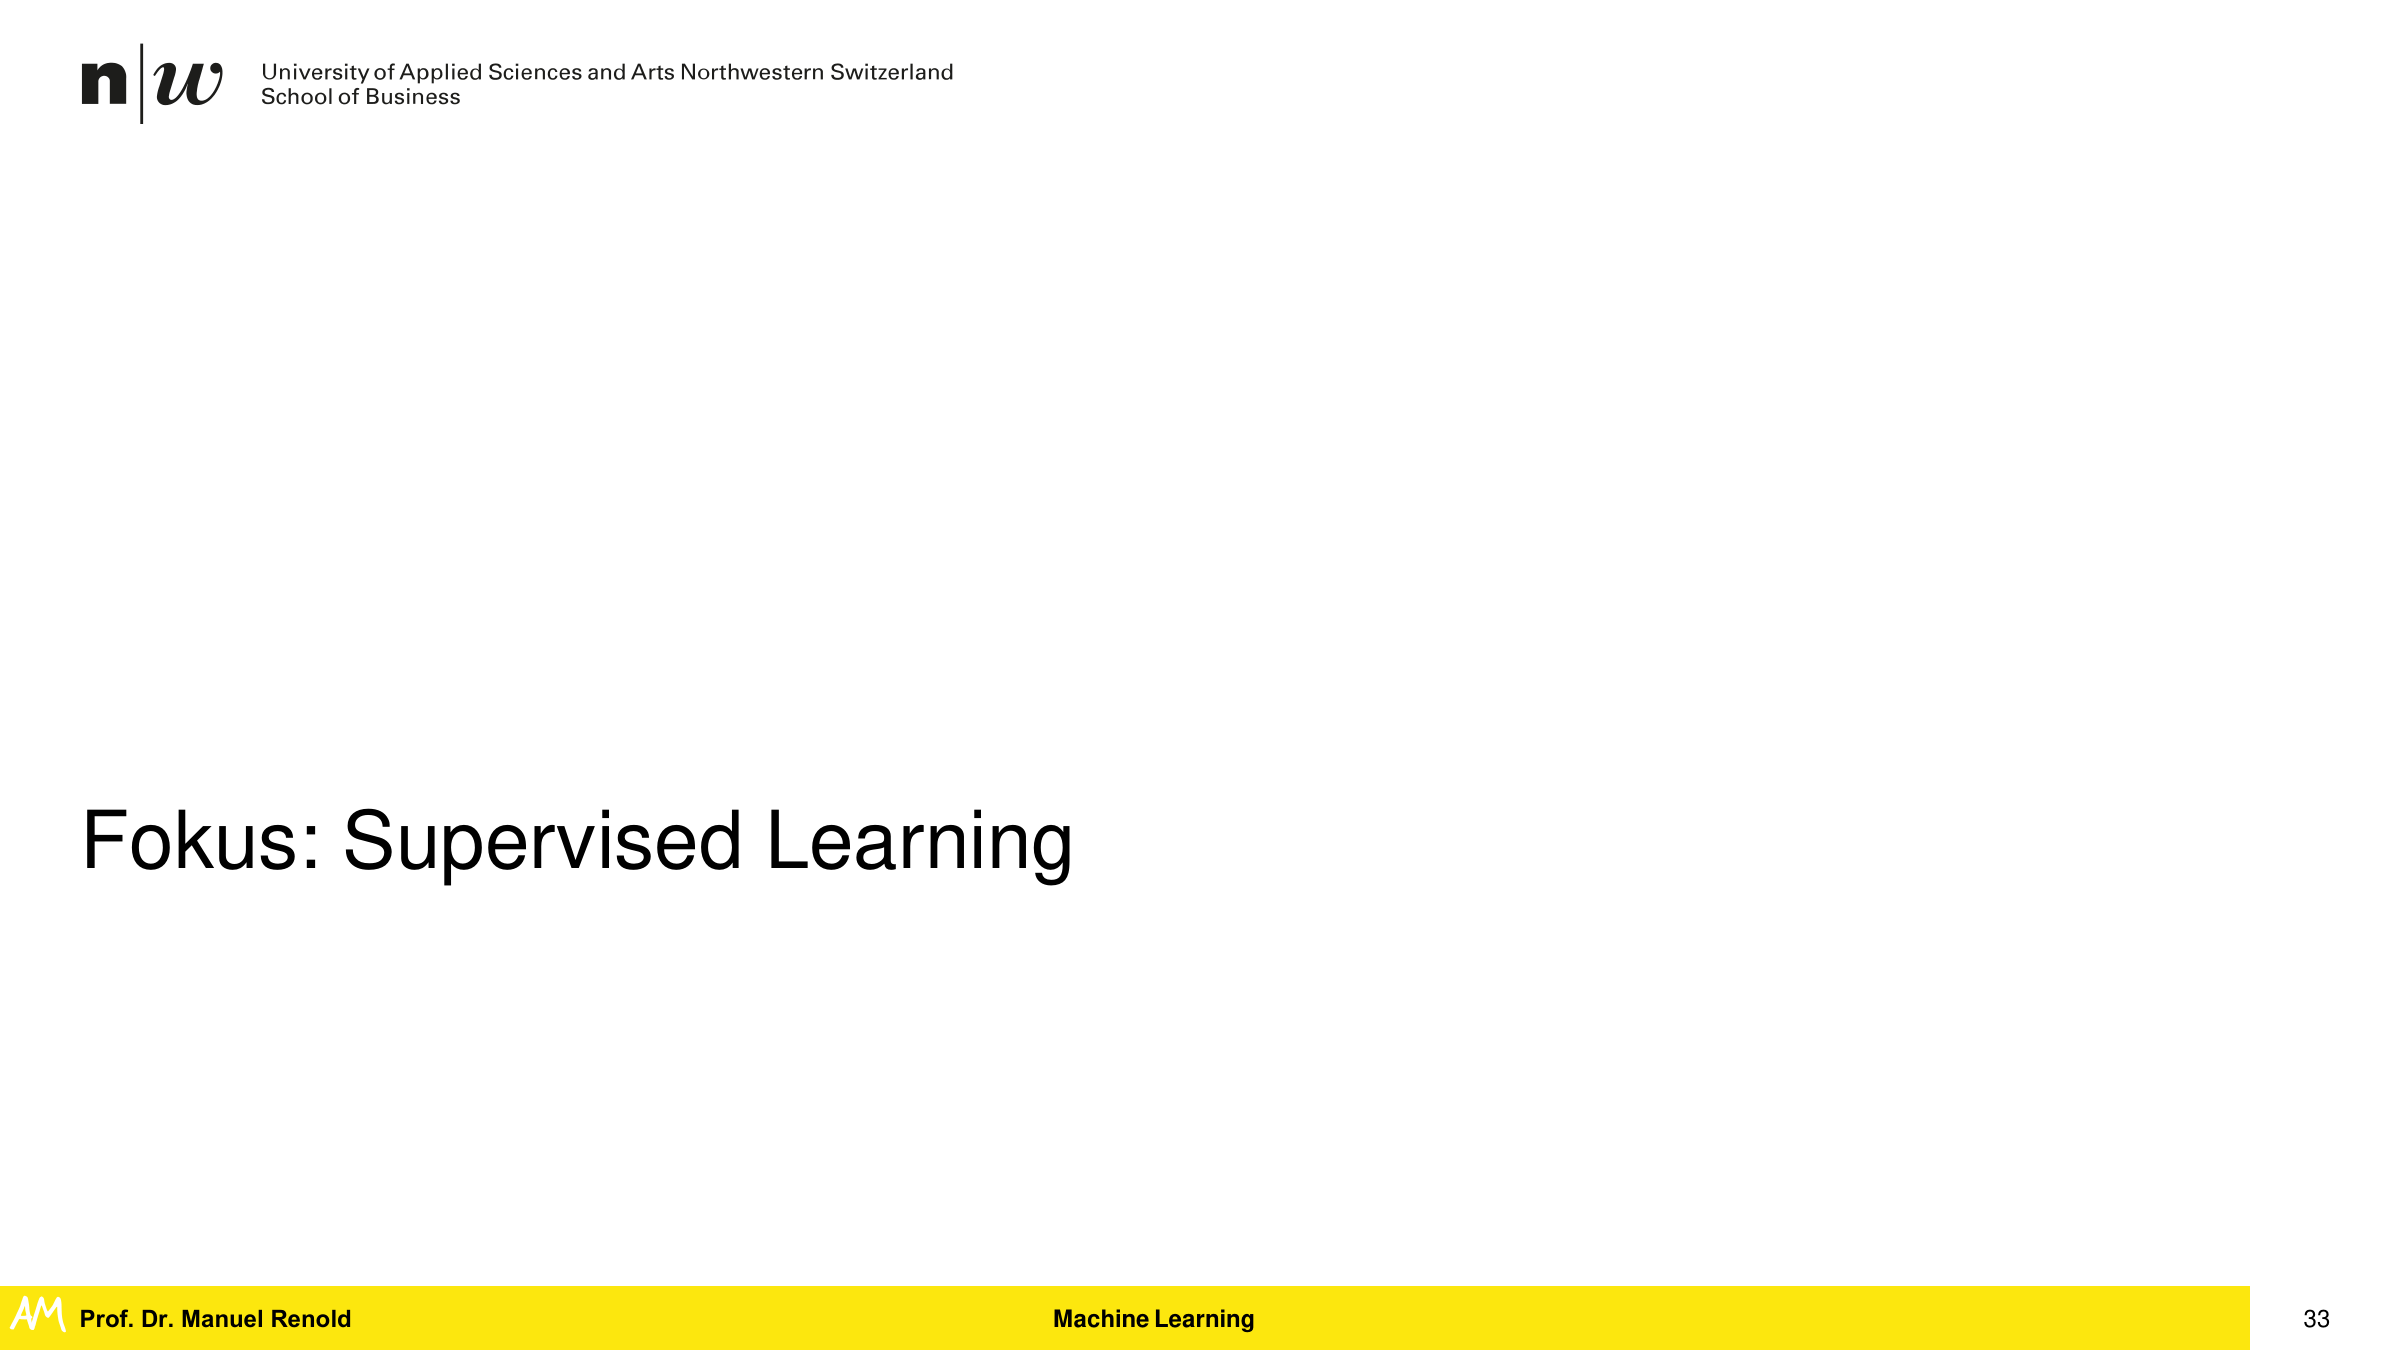 n|w
University of Applied Sciences and Arts Northwestern Switzerland
School of Business
Fokus: Supervised Learning
AM Prof. Dr. Manuel Renold
Machine Learning
33